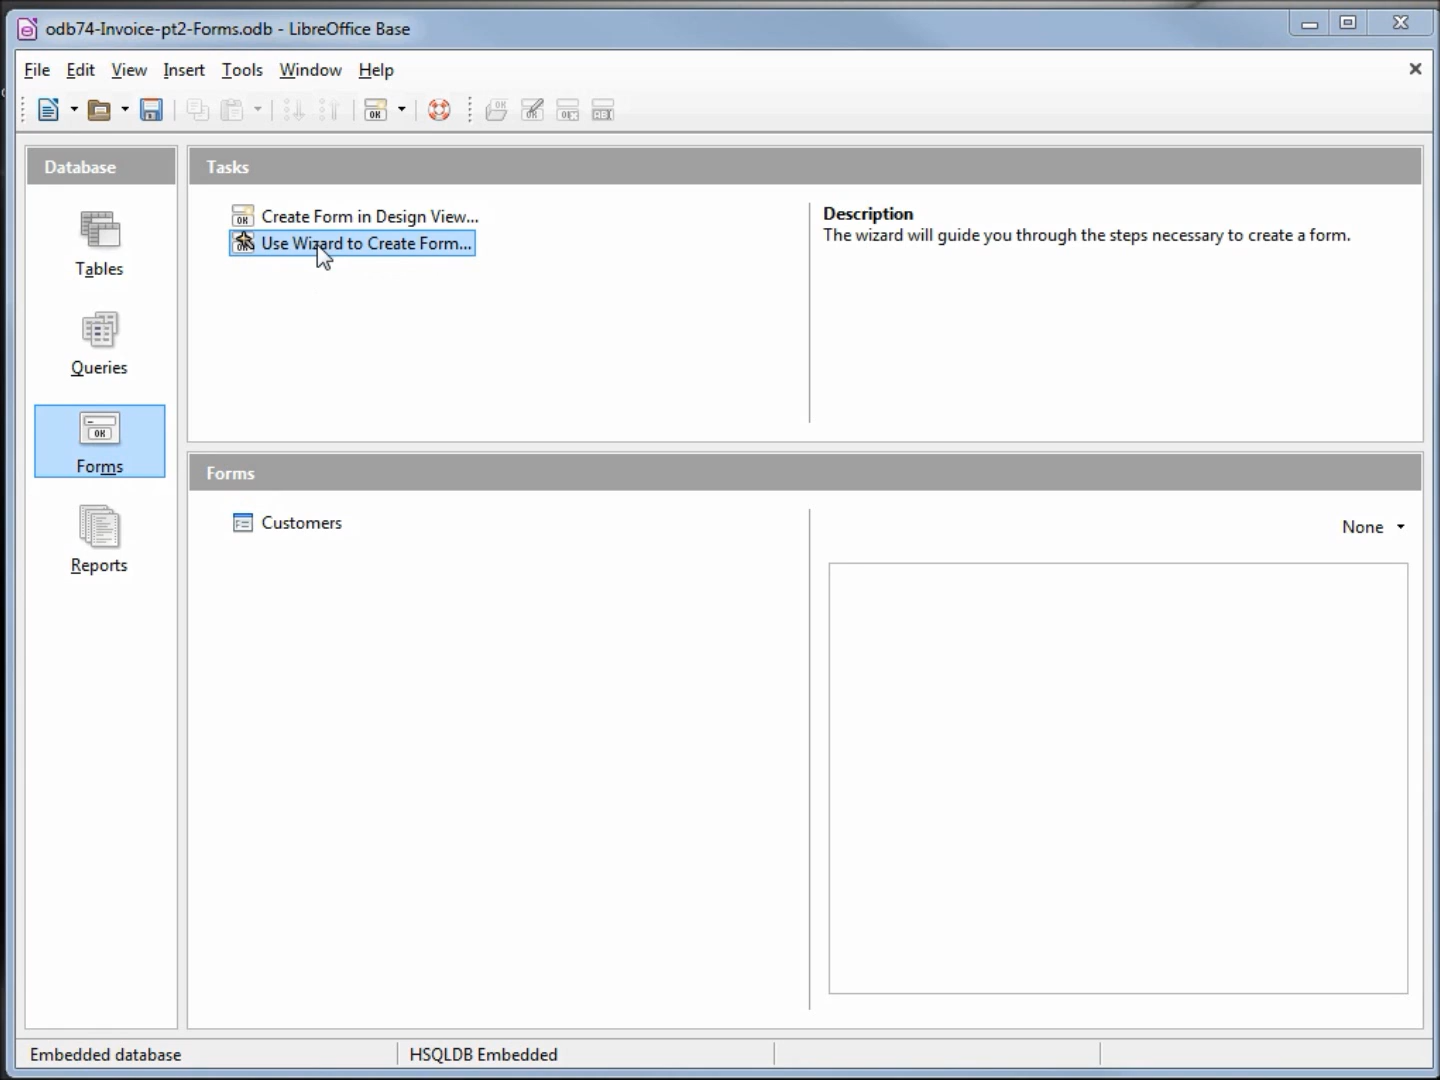 odb74-Invoice-pt2-Forms.odb - LibreOffice Base
File Edit View Insert Tools Window Help
Database
Tables
Queries
Forms
Reports
Tasks
Create Form in Design View...
Use Wizard to Create Form...
Description
The wizard will guide you through the steps necessary to create a form.
Forms
Customers
None
Embedded database
HSQLDB Embedded